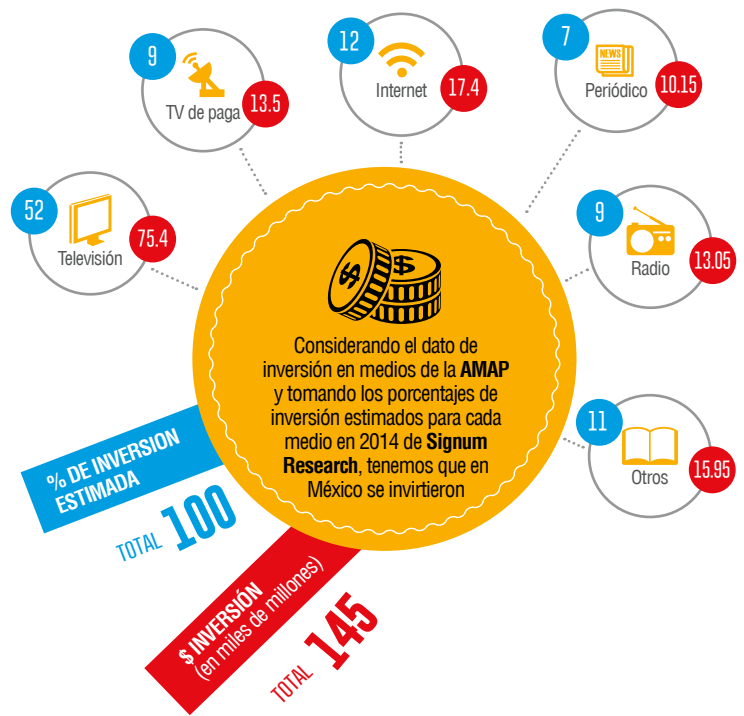 9
TV de paga
13.5
12
Internet
17.4
7
NEWS
Periódico
10.15
52
Televisión
75.4
9
Radio
13.05
$
$
Considerando el dato de
inversión en medios de la AMAP
y tomando los porcentajes de
inversión estimados para cada
medio en 2014 de Signum
Research, tenemos que en
México se invirtieron
11
Otros
15.95
% DE INVERSION
ESTIMADA
TOTAL 100
$ INVERSIÓN
(en miles de millones)
TOTAL 145